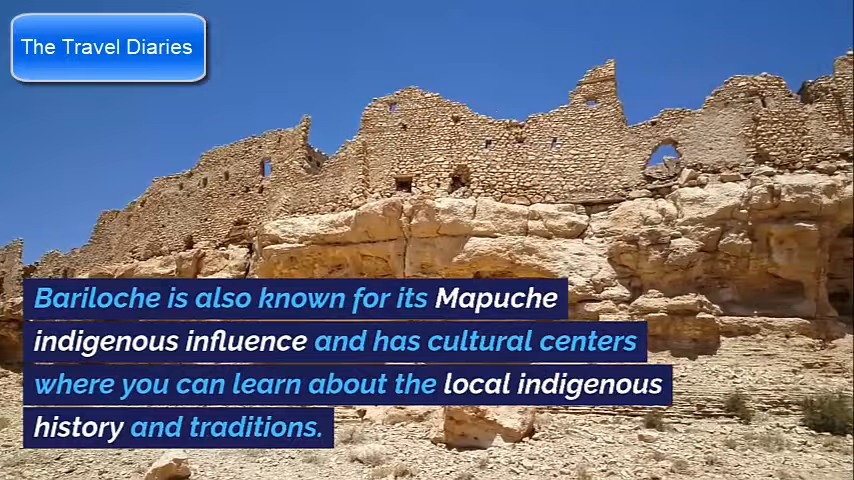 The Travel Diaries
Bariloche is also known for its Mapuche
indigenous influence and has cultural centers
where you can learn about the local indigenous
history and traditions.